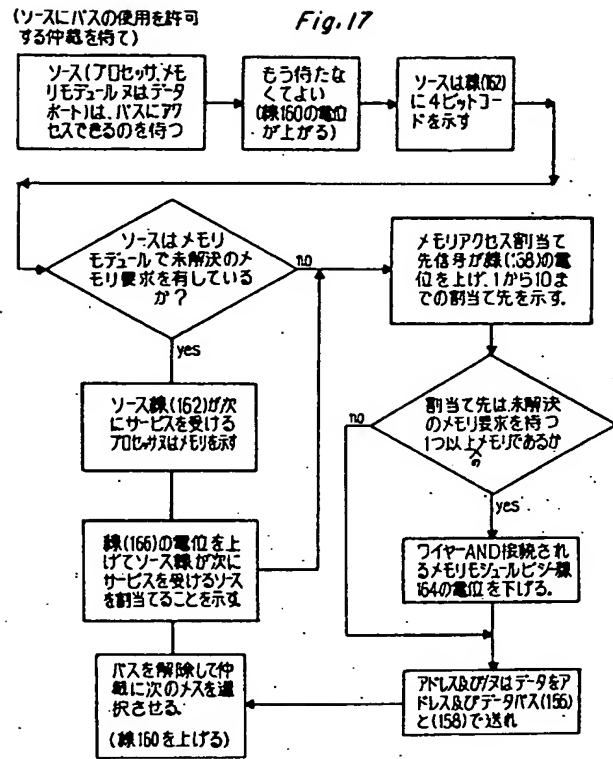 (ソースにバスの使用を許可
する仲裁を待て)
Fig.17
ソース(プロセッサ、メモ
リモデュール又はデータ
ポート)は、バスにアク
セスできるのを待つ
もう待たな
くてよい
(線160の電位
が上がる)
ソースは線(162)
に4ビットコー
ドを示す
ソースはメモリ
モデュールで未解決のメ
モリ要求を有している
か?
no
yes
メモリアクセス割当て
先信号が線(158)の電
位を上げ、1から10ま
での割当て先を示す。
ソース線(162)が次
にサービスを受ける
プロセッサ又はメモリを示す
割当て先は、未解決
のメモリ要求を持つ
1つ以上メモリであるか
の
no
yes
線(166)の電位を上
げてソース線が次に
サービスを受けるソース
を割当てることを示す。
ワイヤーAND接続され
るメモリモジュールビジー線
164の電位を下げる。
バスを解除して仲
裁に次のメスを選
択させる。
(線160を上げる)
アドレス及び/又はデータをア
ドレス及びデータバス(156)
と(158)で送れ